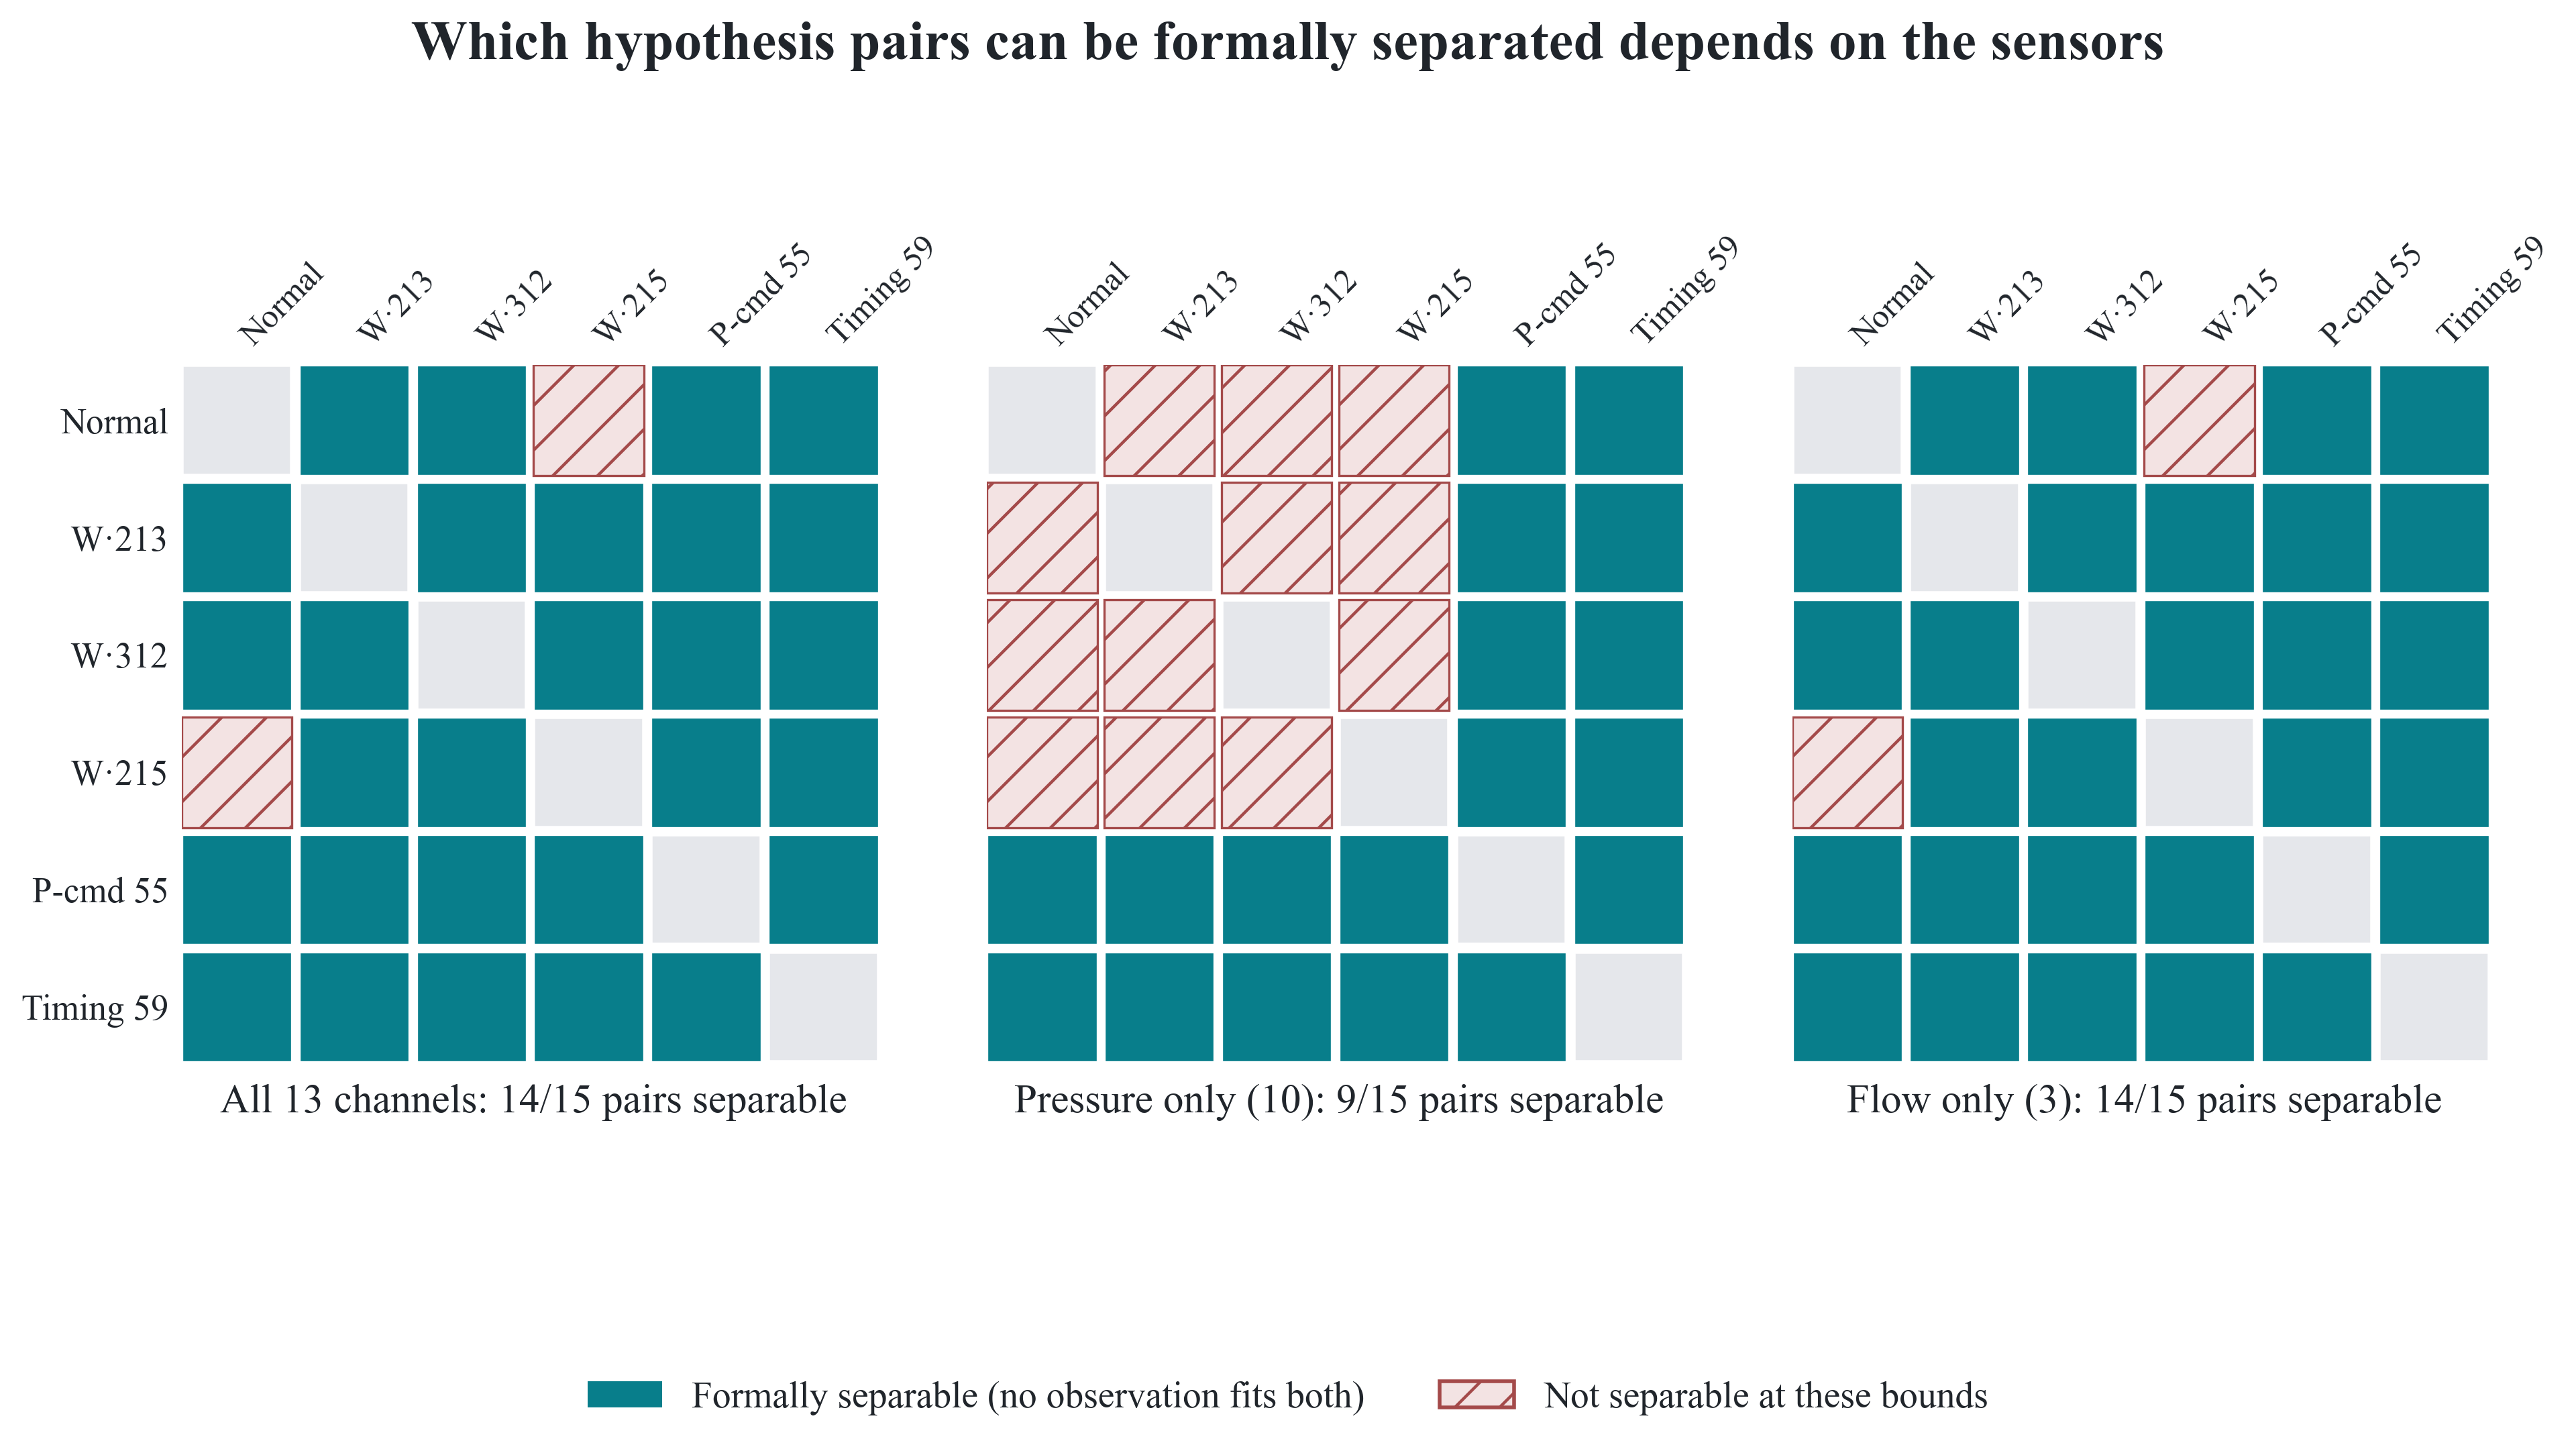 Which hypothesis pairs can be formally separated depends on the sensors
Normal W·213 W·312 W·215 P-cmd 55 Timing 59
Normal W·213 W·312 W·215 P-cmd 55 Timing 59
Normal W·213 W·312 W·215 P-cmd 55 Timing 59
Normal
W·213
W·312
W·215
P-cmd 55
Timing 59
All 13 channels: 14/15 pairs separable
Pressure only (10): 9/15 pairs separable
Flow only (3): 14/15 pairs separable
Formally separable (no observation fits both)
Not separable at these bounds